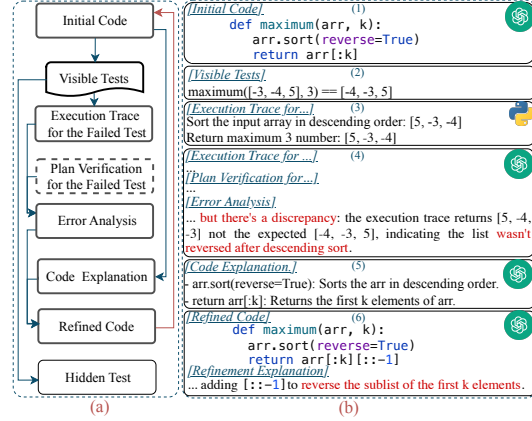 Initial Code
Visible Tests
Execution Trace
for the Failed Test
Plan Verification
for the Failed Test
Error Analysis
Code Explanation
Refined Code
Hidden Test
(a)
[Initial Code] (1)
def maximum(arr, k):
arr.sort(reverse=True)
return arr[:k]
[Visible Tests] (2)
maximum([-3, -4, 5], 3) == [-4, -3, 5]
[Execution Trace for...] (3)
Sort the input array in descending order: [5, -3, -4]
Return maximum 3 number: [5, -3, -4]
[Execution Trace for ...] (4)
...
[Plan Verification for...]
...
[Error Analysis]
... but there's a discrepancy: the execution trace returns [5, -4,
-3] not the expected [-4, -3, 5], indicating the list wasn't
reversed after descending sort.
[Code Explanation.] (5)
- arr.sort(reverse=True): Sorts the arr in descending order.
- return arr[:k]: Returns the first k elements of arr.
[Refined Code] (6)
def maximum(arr, k):
arr.sort(reverse=True)
return arr[:k][::-1]
[Refinement Explanation]
... adding [::-1] to reverse the sublist of the first k elements.
(b)